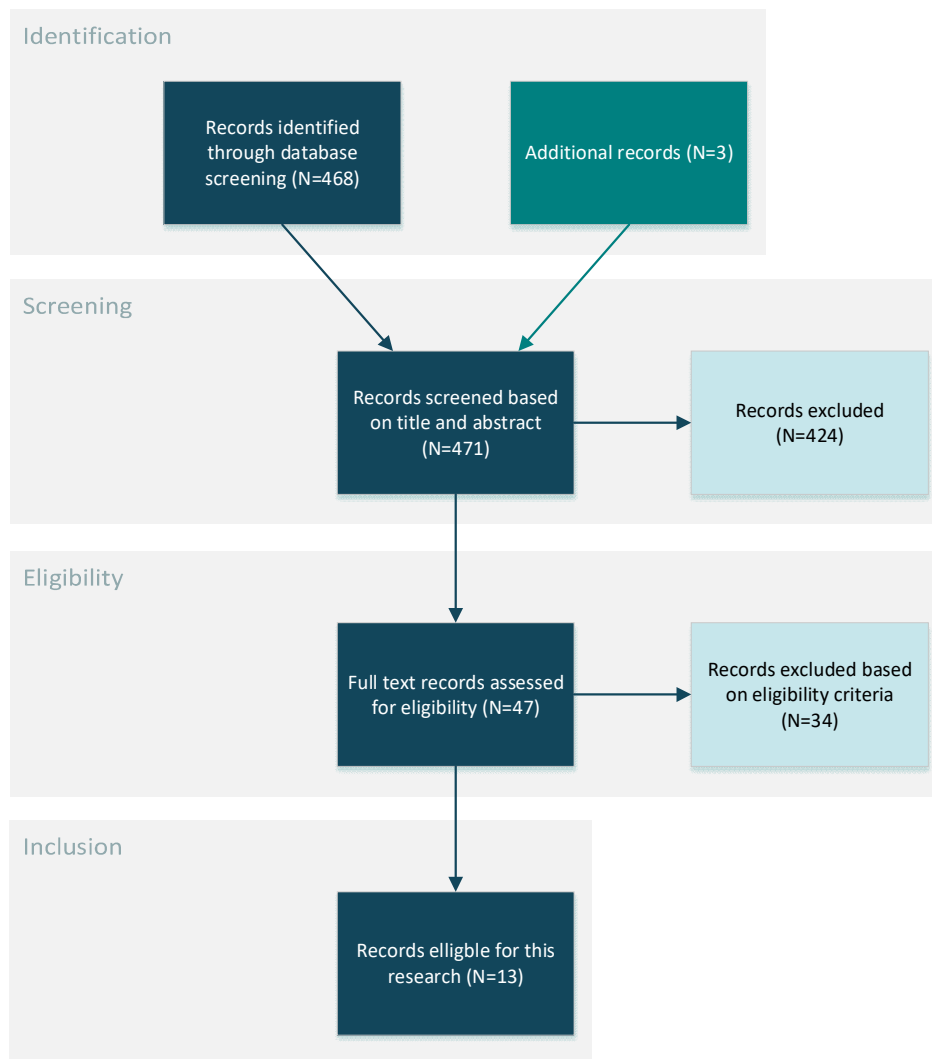 Identification
Records identified
through database
screening (N=468)
Additional records (N=3)
Screening
Records screened based
on title and abstract
(N=471)
Records excluded
(N=424)
Eligibility
Full text records assessed
for eligibility (N=47)
Records excluded based
on eligibility criteria
(N=34)
Inclusion
Records elligble for this
research (N=13)